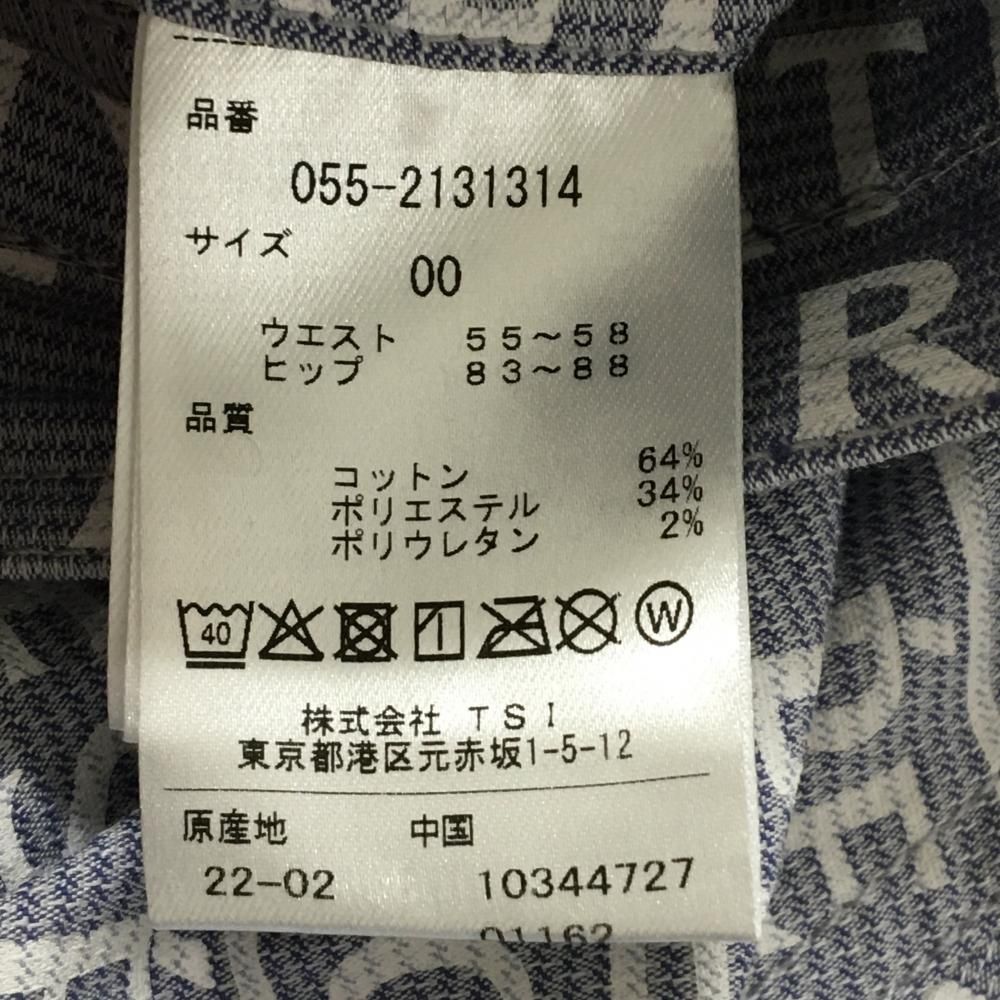 品番
055-2131314
サイズ
00
ウエスト 55〜58
ヒップ 83〜88
品質
コットン 64%
ポリエステル 34%
ポリウレタン 2%
40 W
株式会社 TSI
東京都港区元赤坂1-5-12
原産地 中国
22-02 10344727
01162
T
R